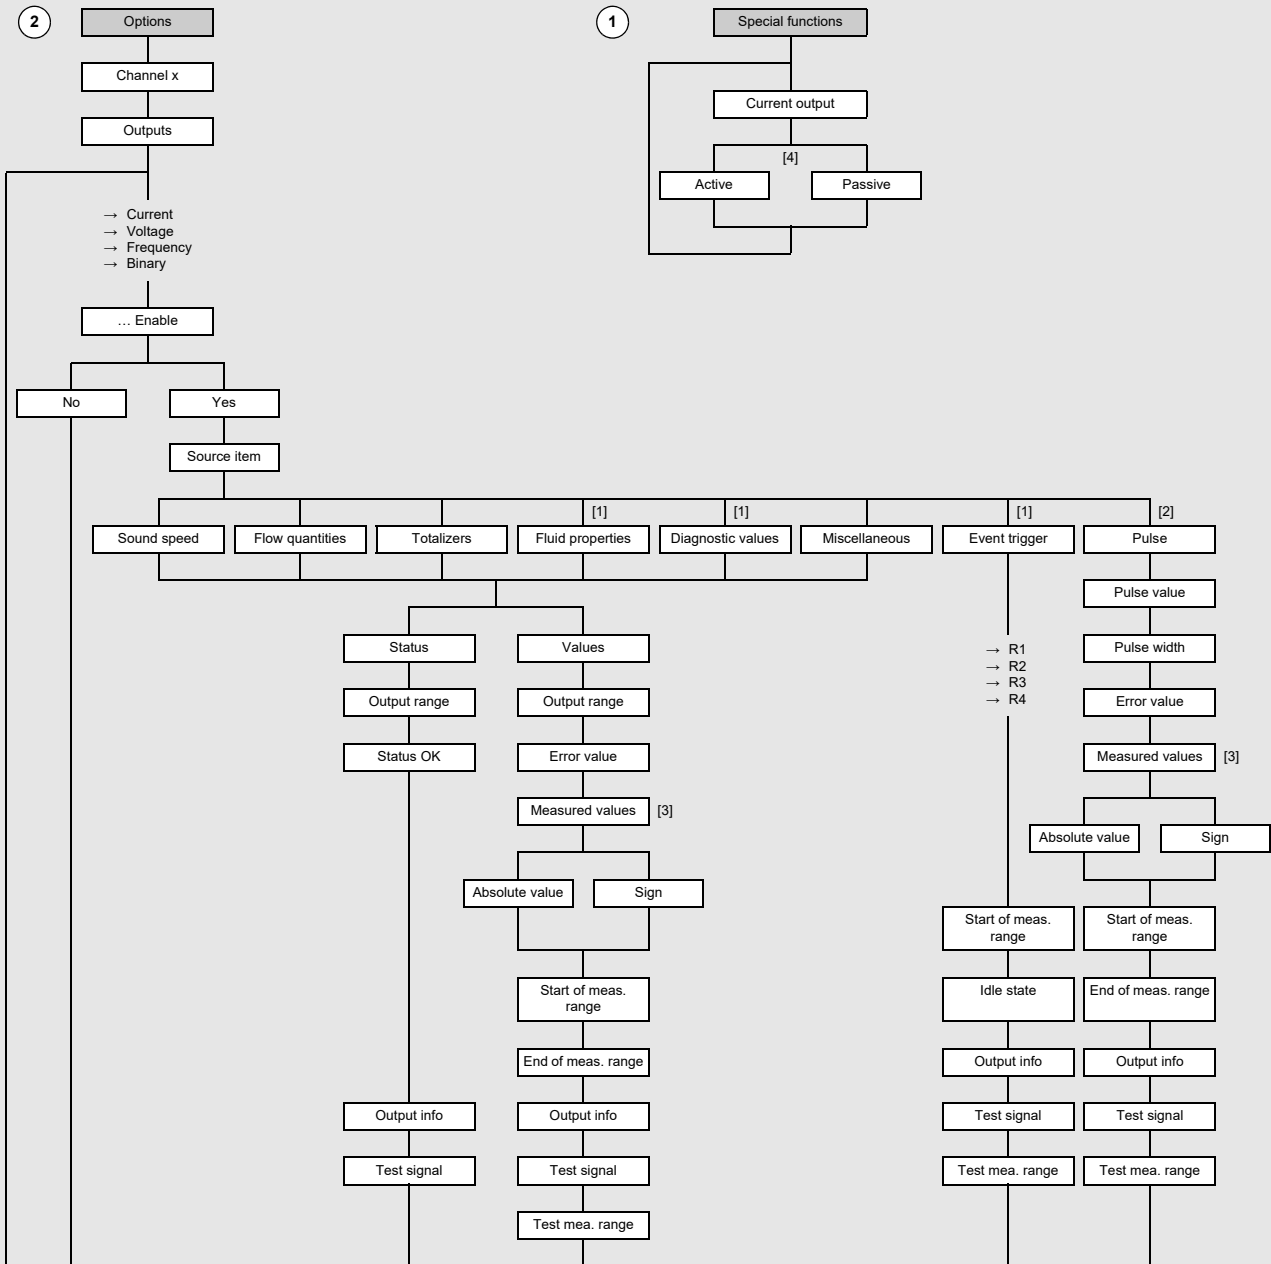 2
Options
Channel x
Outputs
→ Current
→ Voltage
→ Frequency
→ Binary
… Enable
No
Yes
Source item
1
Special functions
Current output
[4]
Active
Passive
[1]
[1]
[1]
[2]
Sound speed
Flow quantities
Totalizers
Fluid properties
Diagnostic values
Miscellaneous
Event trigger
Pulse
Status
Output range
Status OK
Output info
Test signal
Values
Output range
Error value
Measured values
[3]
Absolute value
Sign
Start of meas.
range
End of meas. range
Output info
Test signal
Test mea. range
→ R1
→ R2
→ R3
→ R4
Start of meas.
range
Idle state
Output info
Test signal
Test mea. range
Pulse value
Pulse width
Error value
Measured values
[3]
Absolute value
Sign
Start of meas.
range
End of meas. range
Output info
Test signal
Test mea. range